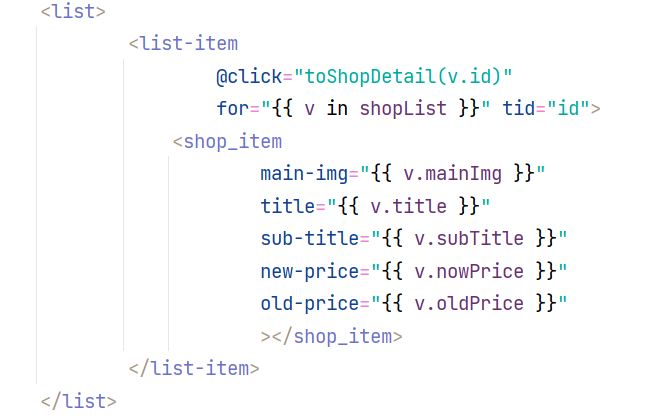 <list>
<list-item
@click="toShopDetail(v.id)"
for="{{ v in shopList }}" tid="id">
<shop_item
main-img="{{ v.mainImg }}"
title="{{ v.title }}"
sub-title="{{ v.subTitle }}"
new-price="{{ v.nowPrice }}"
old-price="{{ v.oldPrice }}"
></shop_item>
</list-item>
</list>